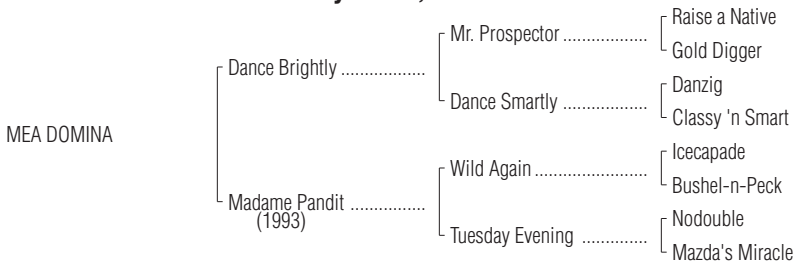 Raise a Native
Mr. Prospector ..................
Gold Digger
Dance Brightly ..................
Danzig
Dance Smartly ..................
Classy 'n Smart
MEA DOMINA
Icecapade
Wild Again ........................
Bushel-n-Peck
Madame Pandit ................
(1993)
Nodouble
Tuesday Evening ..............
Mazda's Miracle